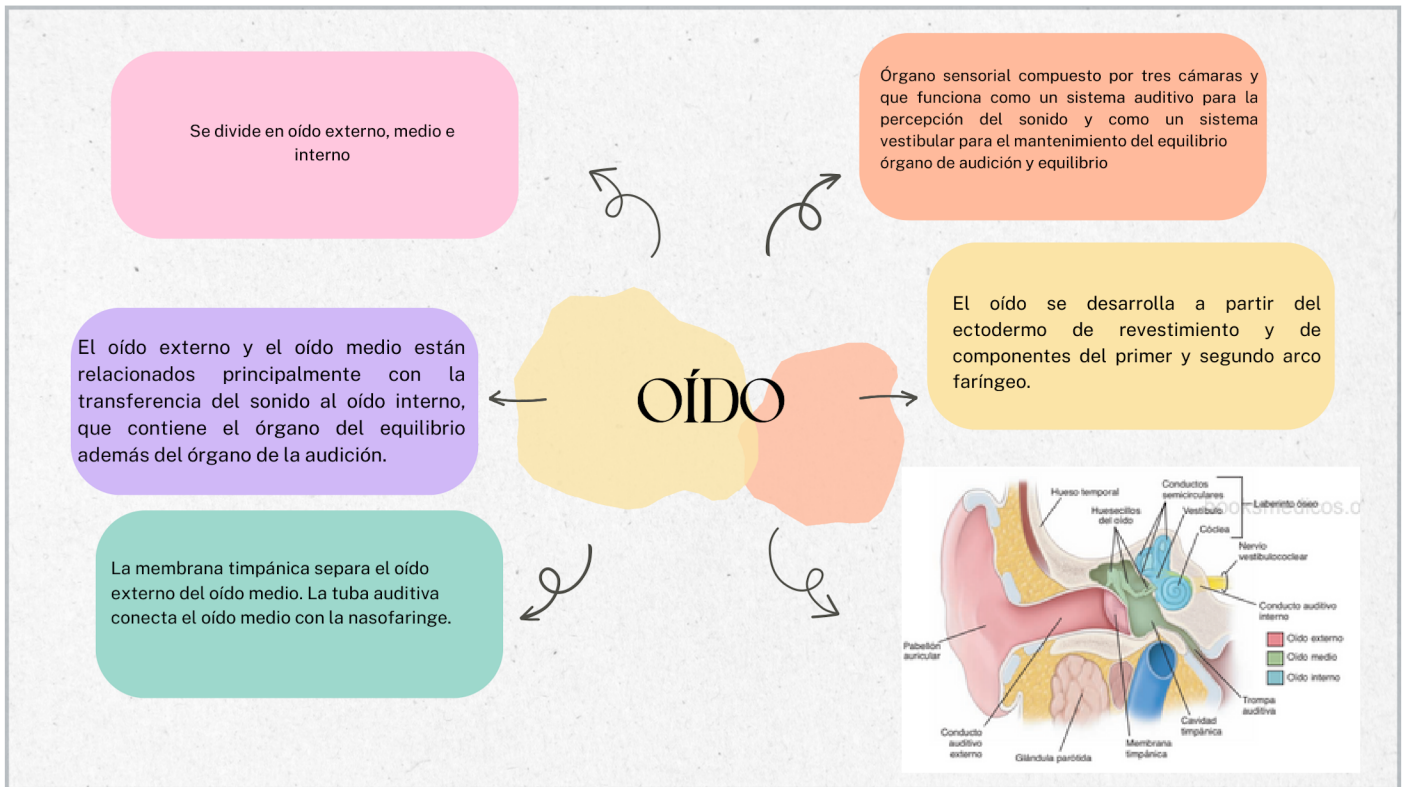 Se divide en oído externo, medio e
interno
Órgano sensorial compuesto por tres cámaras y
que funciona como un sistema auditivo para la
percepción del sonido y como un sistema
vestibular para el mantenimiento del equilibrio
órgano de audición y equilibrio
El oído externo y el oído medio están
relacionados principalmente con la
transferencia del sonido al oído interno,
que contiene el órgano del equilibrio
además del órgano de la audición.
OÍDO
El oído se desarrolla a partir del
ectodermo de revestimiento y de
componentes del primer y segundo arco
faríngeo.
La membrana timpánica separa el oído
externo del oído medio. La tuba auditiva
conecta el oído medio con la nasofaringe.
Hueso temporal
Conductos
semicirculares
Huesecillos
del oído
Vestíbulo
Laberinto óseo
Cóclea
Nervio
vestibulococlear
Conducto auditivo
interno
Oído externo
Oído medio
Oído interno
Pabellón
auricular
Trompa
auditiva
Cavidad
timpánica
Conducto
auditivo
externo
Glándula parótida
Membrana
timpánica